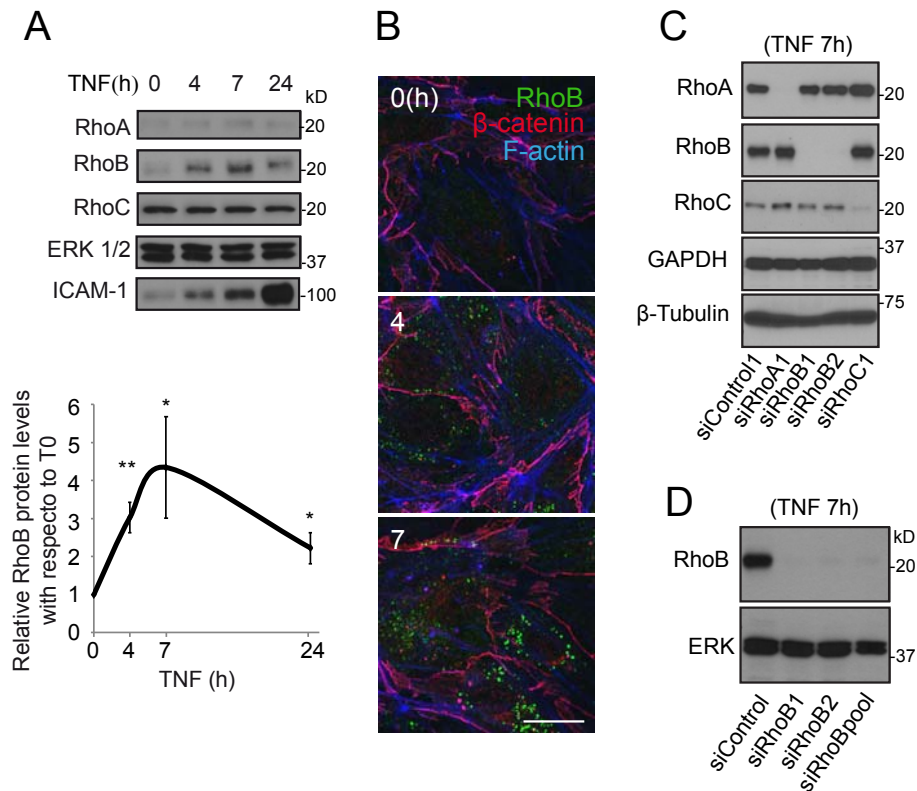 A
TNF(h) 0 4 7 24
kD
RhoA -20
RhoB -20
RhoC -20
ERK 1/2 -37
ICAM-1 -100
Relative RhoB protein levels
with respecto to T0
6
5
4
3
2
1
0
**
*
*
0 4 7 24
TNF (h)
B
0(h)
RhoB
β-catenin
F-actin
4
7
C
(TNF 7h)
RhoA -20
RhoB -20
RhoC -20
GAPDH -37
β-Tubulin -75
siControl1
siRhoA1
siRhoB1
siRhoB2
siRhoC1
D
(TNF 7h)
kD
RhoB -20
ERK -37
siControl
siRhoB1
siRhoB2
siRhoBpool